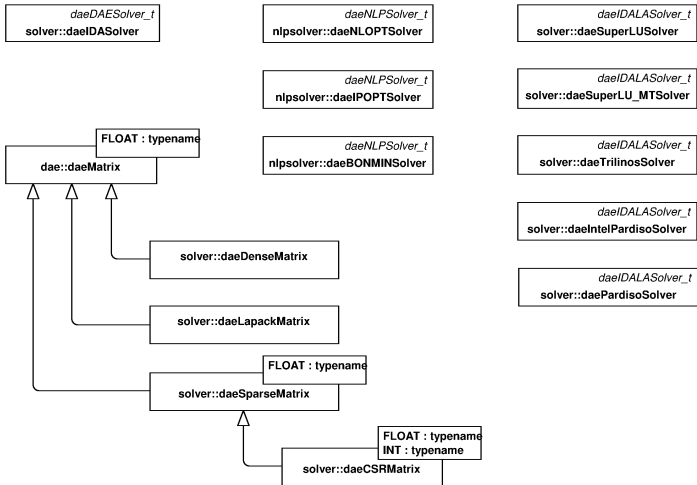 daeDAESolver_t
solver::daeIDASolver
daeNLPSolver_t
nlpsolver::daeNLOPTSolver
daeIDALASolver_t
solver::daeSuperLUSolver
daeNLPSolver_t
nlpsolver::daeIPOPTSolver
daeIDALASolver_t
solver::daeSuperLU_MTSolver
FLOAT : typename
dae::daeMatrix
daeNLPSolver_t
nlpsolver::daeBONMINSolver
daeIDALASolver_t
solver::daeTrilinosSolver
daeIDALASolver_t
solver::daeIntelPardisoSolver
solver::daeDenseMatrix
daeIDALASolver_t
solver::daePardisoSolver
solver::daeLapackMatrix
FLOAT : typename
solver::daeSparseMatrix
FLOAT : typename
INT : typename
solver::daeCSRMatrix